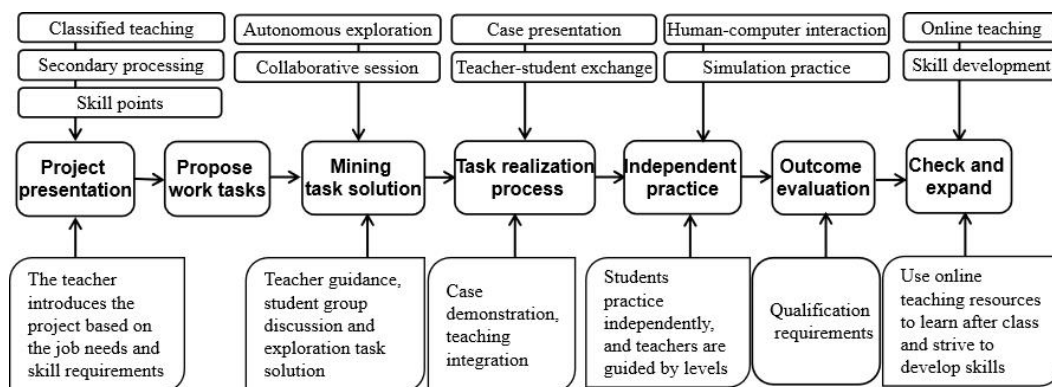 Classified teaching
Autonomous exploration
Case presentation
Human-computer interaction
Online teaching
Secondary processing
Collaborative session
Teacher-student exchange
Simulation practice
Skill development
Skill points
Project
presentation
Propose
work tasks
Mining
task solution
Task realization
process
Independent
practice
Outcome
evaluation
Check and
expand
The teacher
introduces the
project based on
the job needs and
skill requirements
Teacher guidance,
student group
discussion and
exploration task
solution
Case
demonstration,
teaching
integration
Students
practice
independently,
and teachers are
guided by levels
Qualification
requirements
Use online
teaching resources
to learn after class
and strive to
develop skills